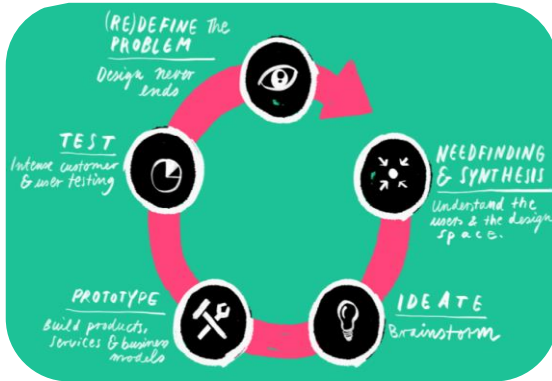 (RE)DEFINE the
PROBLEM
Design never
ends
NEEDFINDING
& SYNTHESIS
Understand the
users & the design
space.
IDEATE
Brainstorm
PROTOTYPE
Build products,
services & business
models
TEST
Intense customer
& user testing